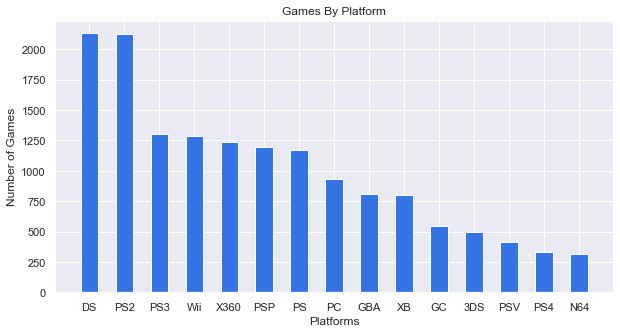 Games By Platform
Number of Games
2000
1750
1500
1250
1000
750
500
250
0
DS PS2 PS3 Wii X360 PSP PS PC GBA XB GC 3DS PSV PS4 N64
Platforms